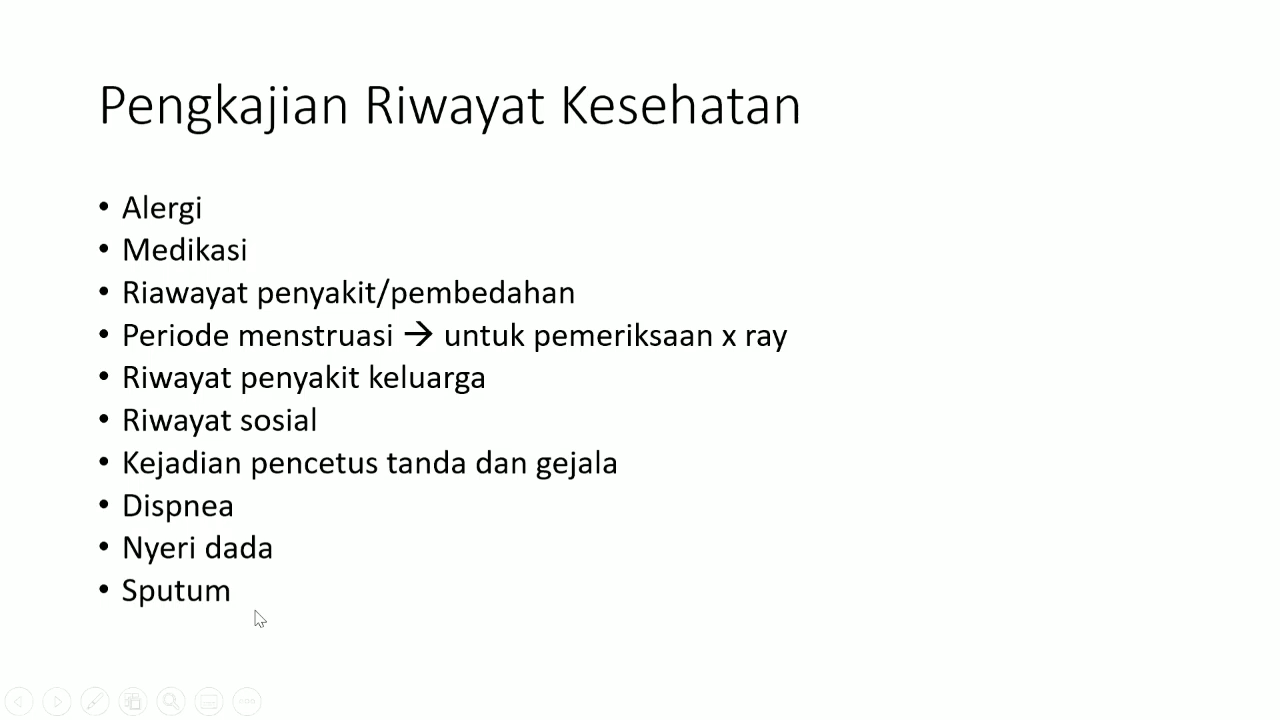 Pengkajian Riwayat Kesehatan
• Alergi
• Medikasi
• Riawayat penyakit/pembedahan
• Periode menstruasi → untuk pemeriksaan x ray
• Riwayat penyakit keluarga
• Riwayat sosial
• Kejadian pencetus tanda dan gejala
• Dispnea
• Nyeri dada
• Sputum